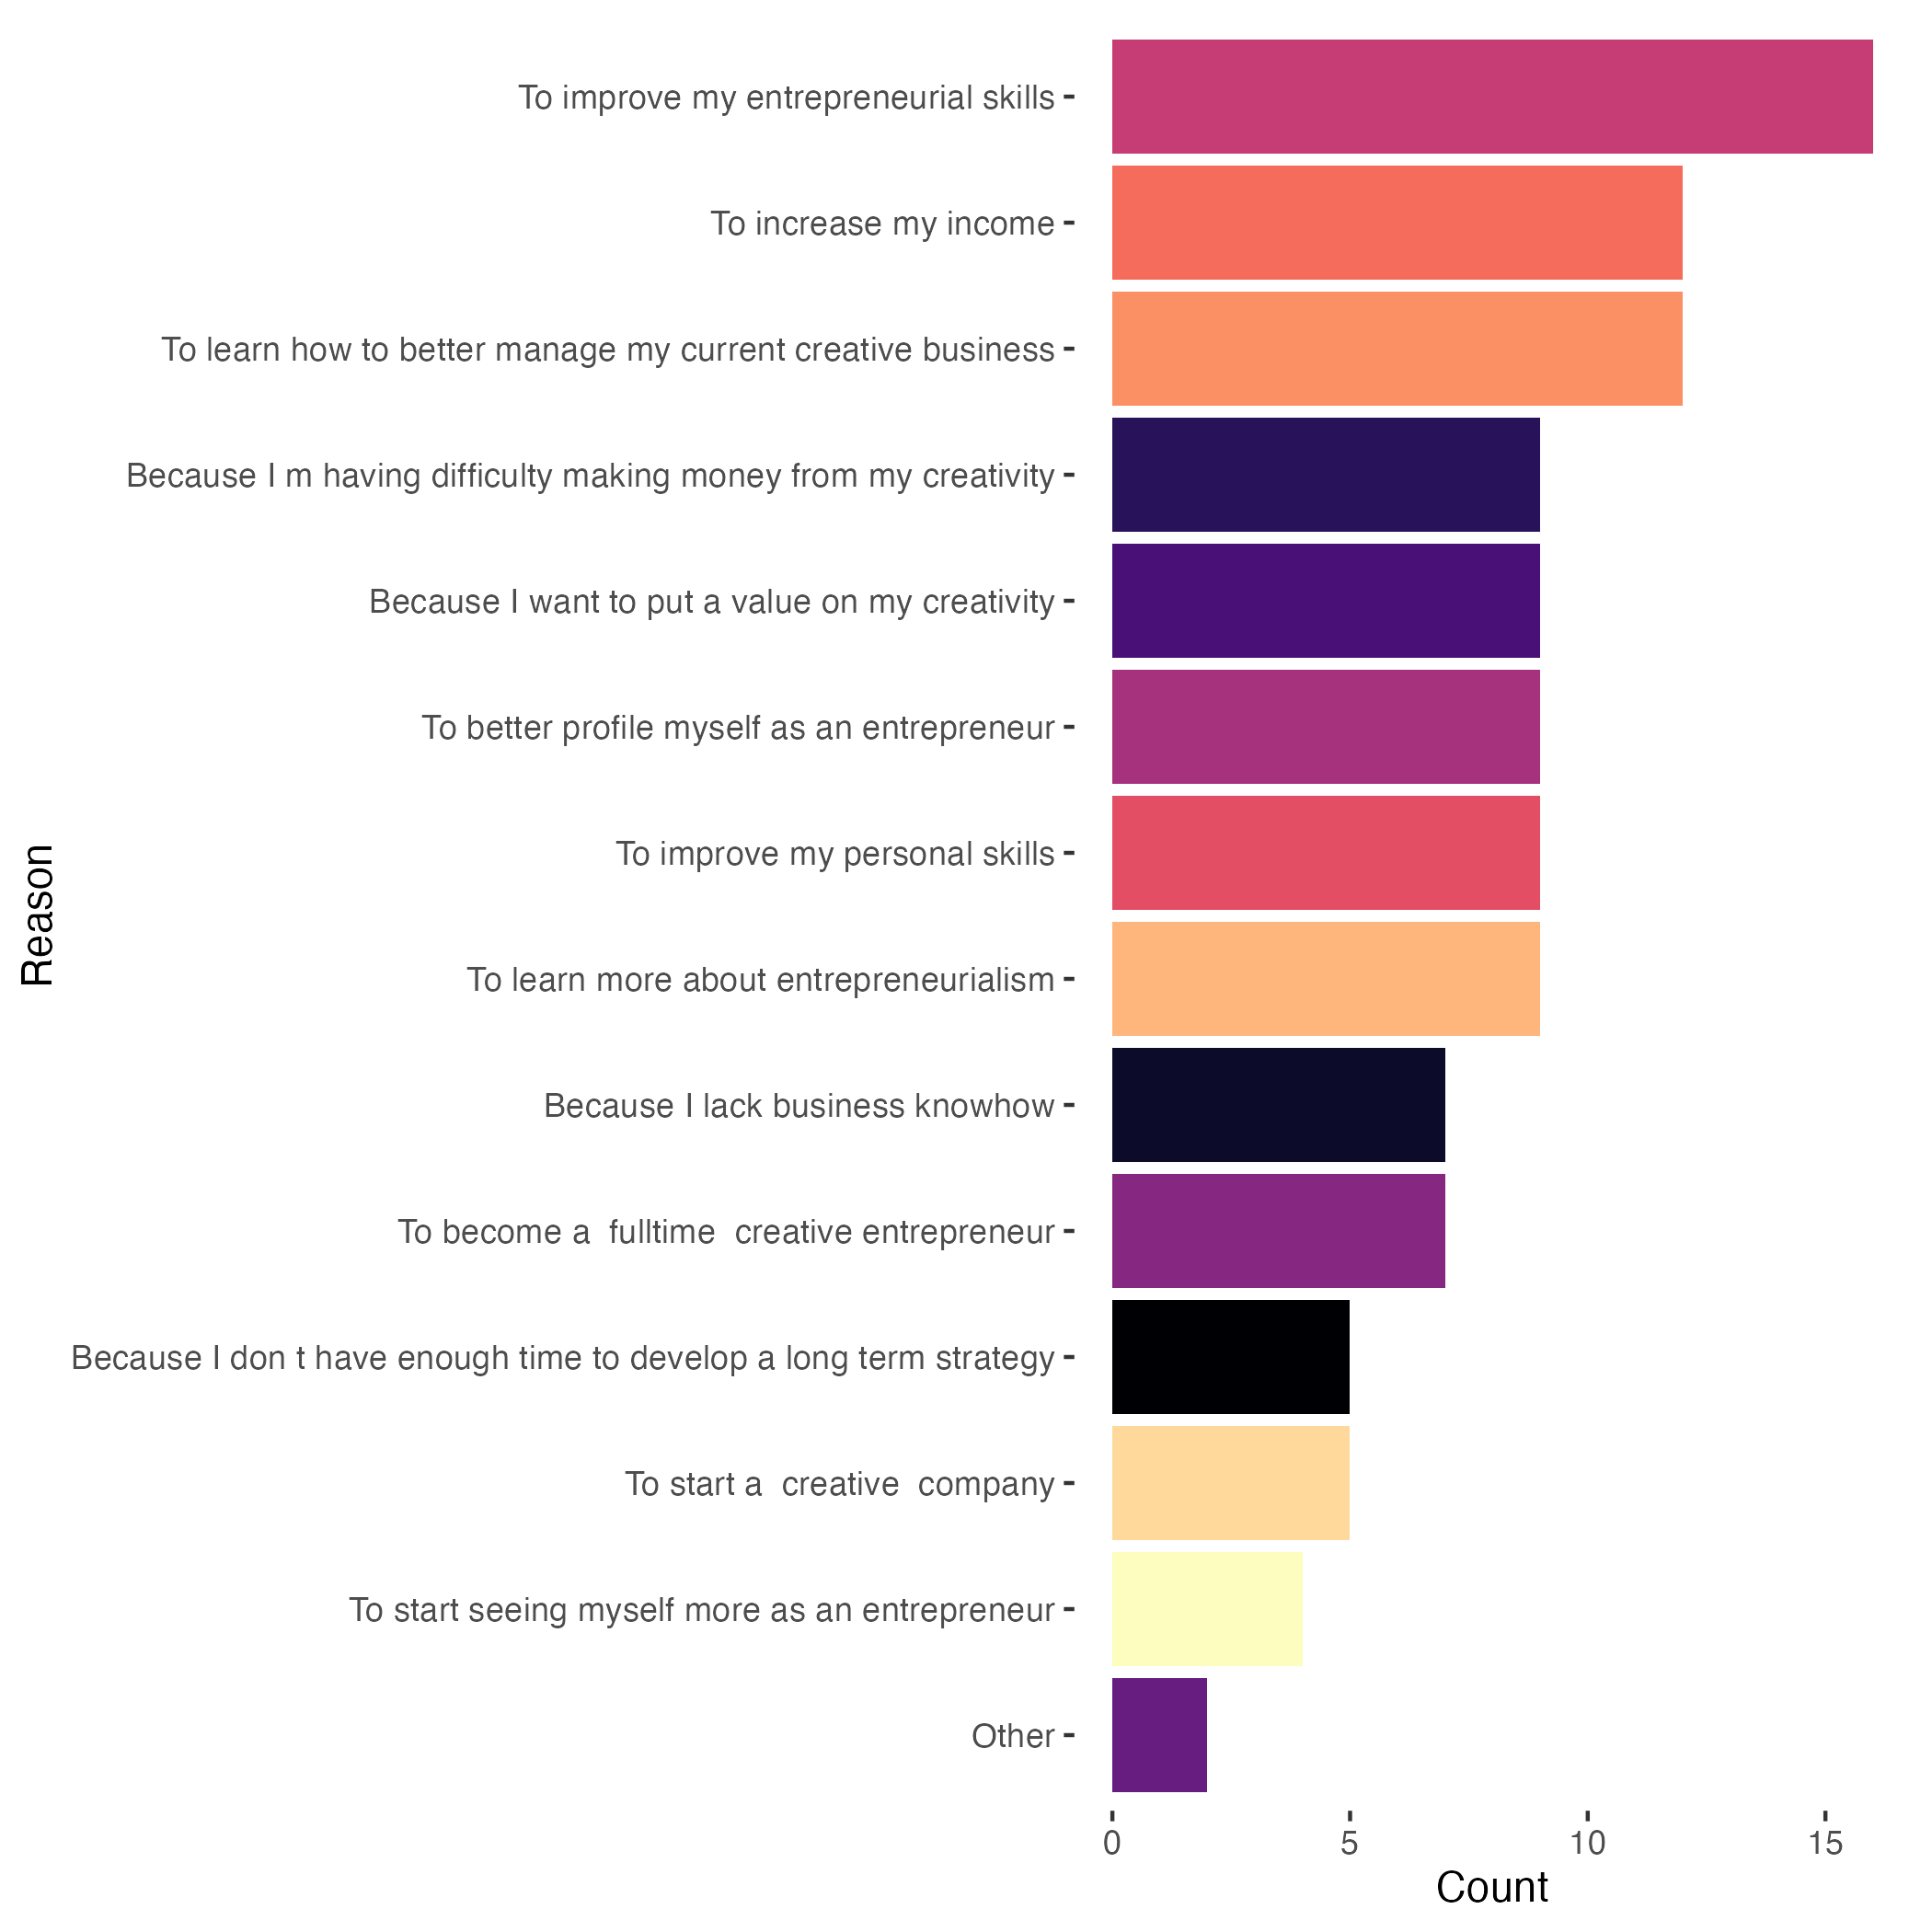 To improve my entrepreneurial skills
To increase my income
To learn how to better manage my current creative business
Because I m having difficulty making money from my creativity
Because I want to put a value on my creativity
To better profile myself as an entrepreneur
To improve my personal skills
To learn more about entrepreneurialism
Because I lack business knowhow
To become a  fulltime  creative entrepreneur
Because I don t have enough time to develop a long term strategy
To start a  creative  company
To start seeing myself more as an entrepreneur
Other
Reason
0 5 10 15
Count